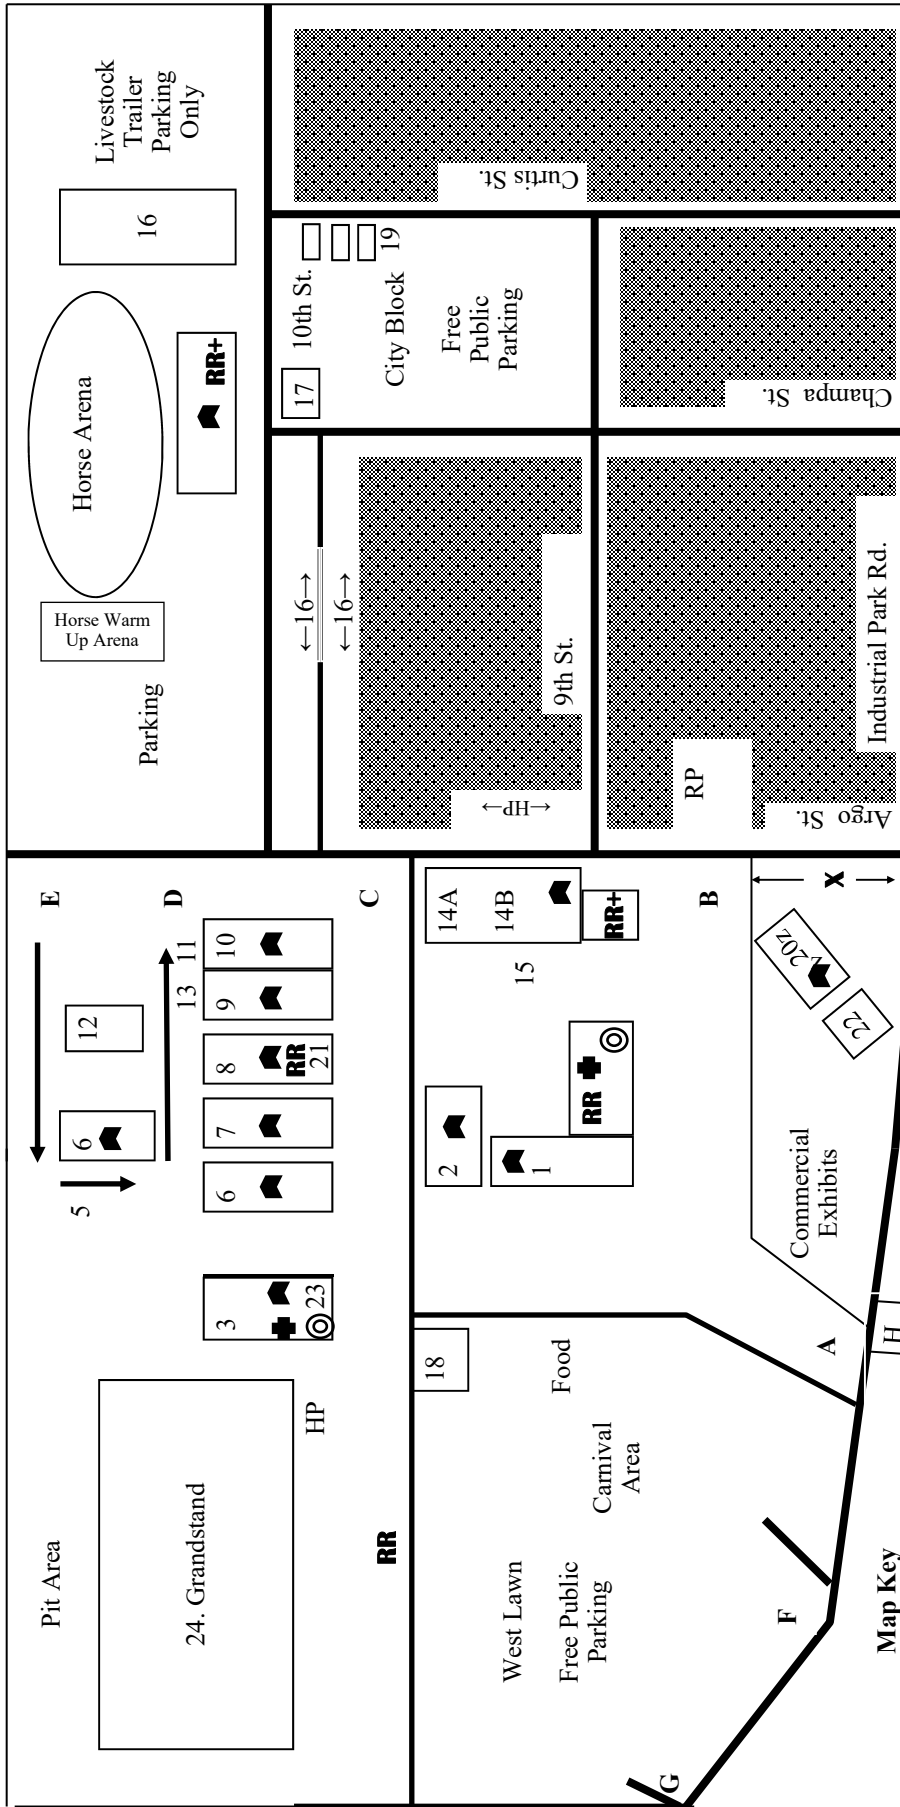 Pit Area
24. Grandstand
HP
RR
3
23
5
6
12
E
D
C
6
7
8
RR
21
9
10
13
11
Parking
Horse Warm
Up Arena
Horse Arena
RR+
16
Livestock
Trailer
Parking
Only
←16→
←16→
17
10th St.
City Block
19
Free
Public
Parking
Curtis St.
9th St.
←HP→
RP
Industrial Park Rd.
Argo St.
Champa St.
18
Food
Carnival
Area
West Lawn
Free Public
Parking
2
1
RR
14A
14B
15
RR+
B
Commercial
Exhibits
20z
22
X
A
H
F
G
Map Key